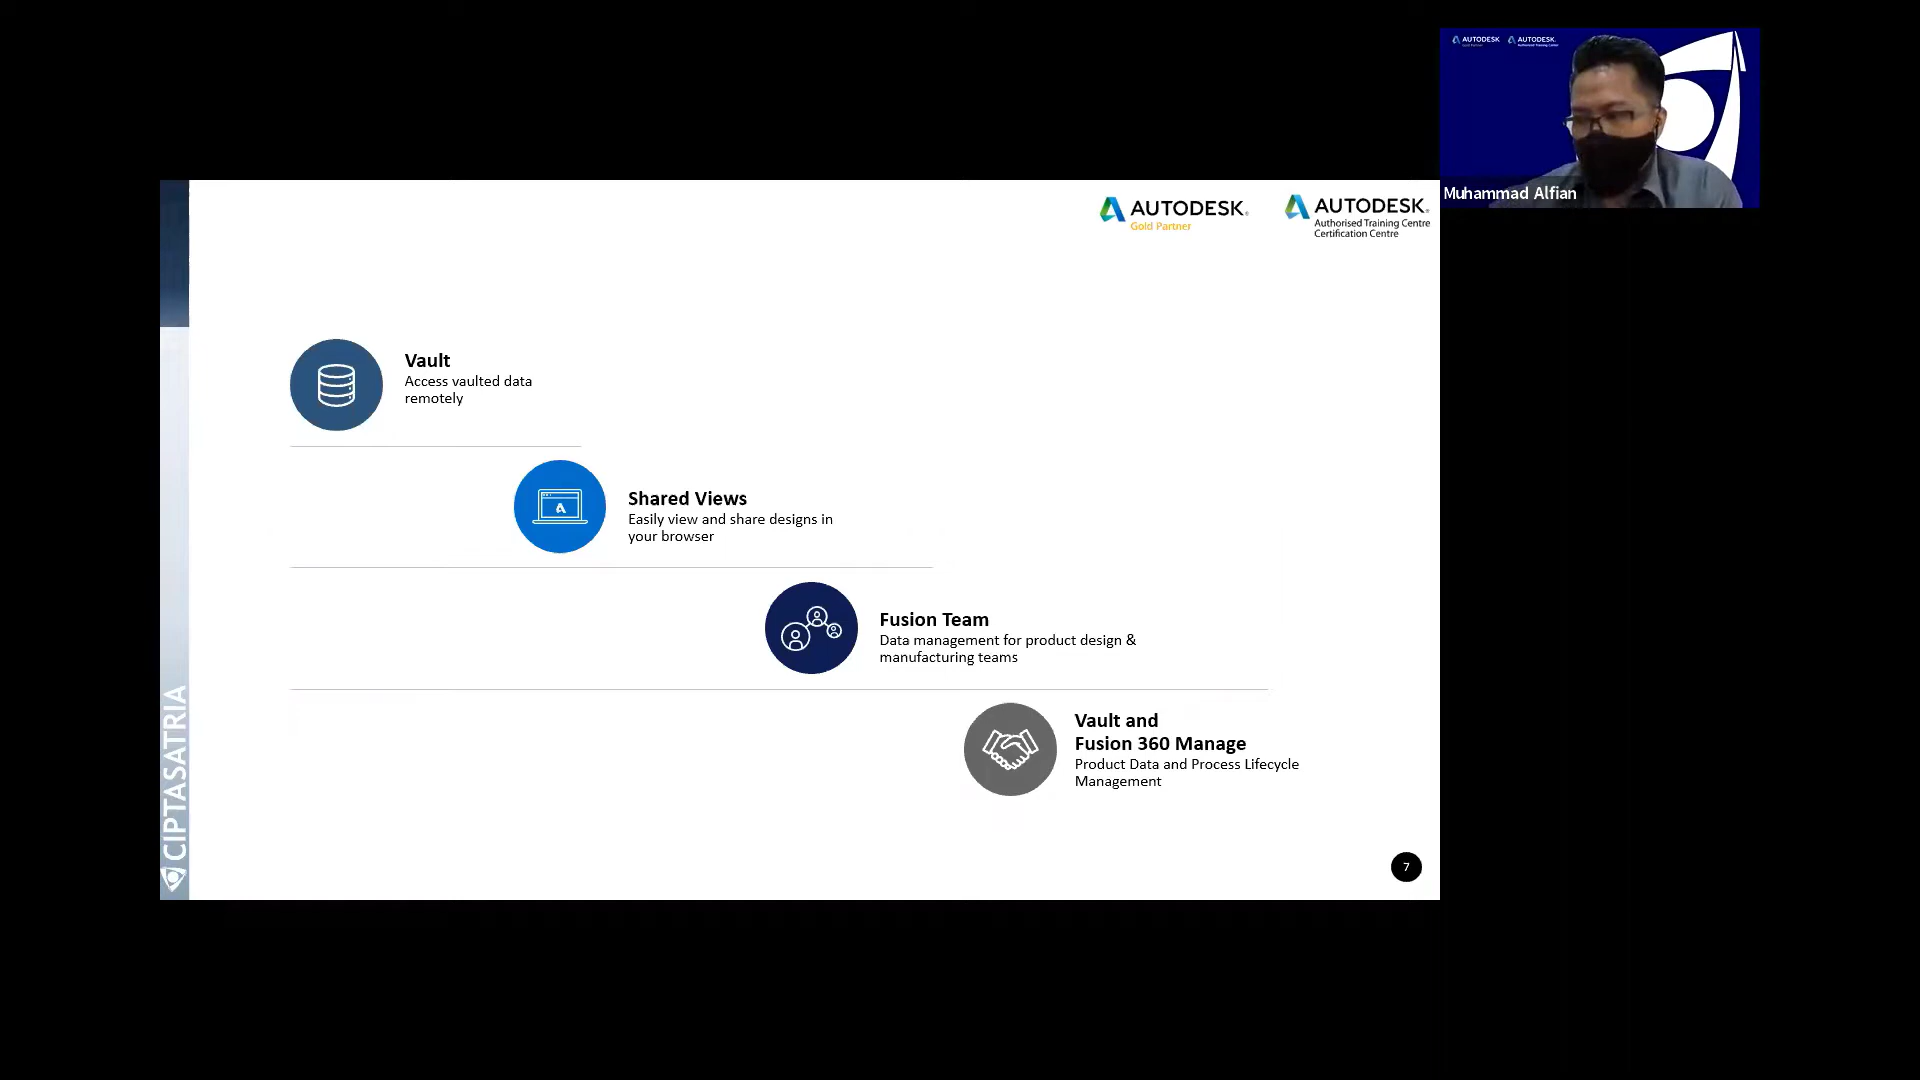 AUTODESK
Gold Partner
AUTODESK.
Authorised Training Centre
Certification Centre
AUTODESK
AUTODESK.
Muhammad Alfian
Vault
Access vaulted data
remotely
Shared Views
Easily view and share designs in
your browser
Fusion Team
Data management for product design &
manufacturing teams
Vault and
Fusion 360 Manage
Product Data and Process Lifecycle
Management
CIPTASATRIA
7